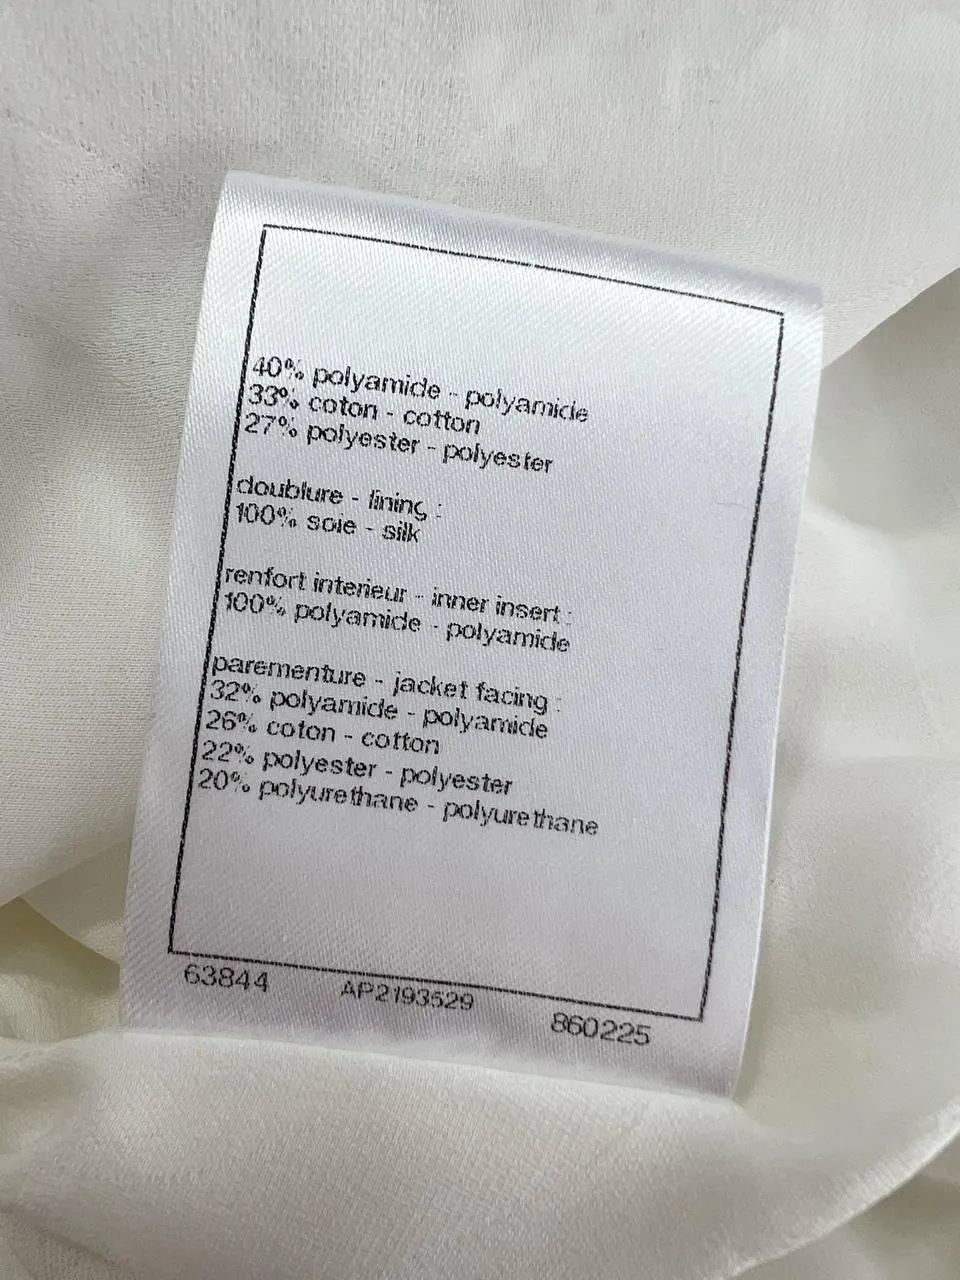 40% polyamide - polyamide
33% coton - cotton
27% polyester - polyester
doublure - lining :
100% soie - silk
renfort interieur - inner insert :
100% polyamide - polyamide
parementure - jacket facing :
32% polyamide - polyamide
26% coton - cotton
22% polyester - polyester
20% polyurethane - polyurethane
63844 AP2193529 860225